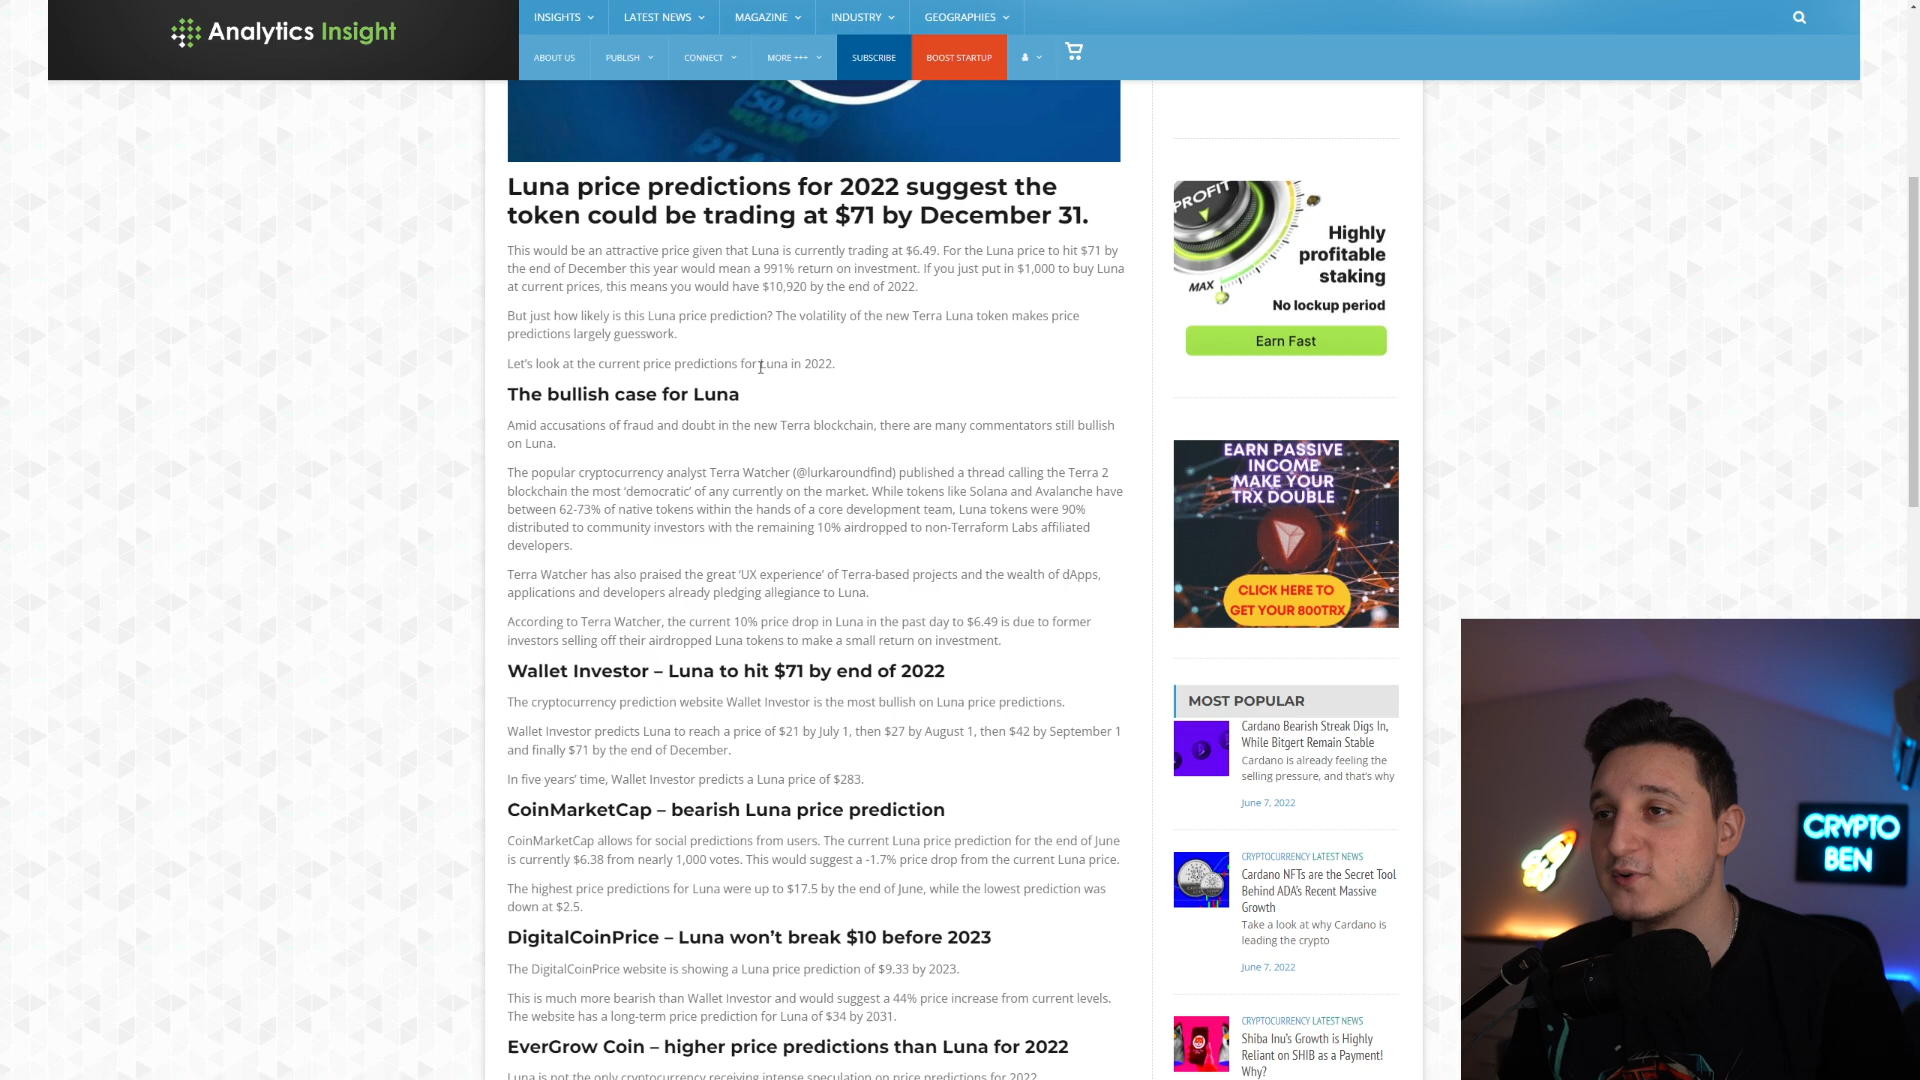 Analytics Insight
INSIGHTS
LATEST NEWS
MAGAZINE
INDUSTRY
GEOGRAPHIES
ABOUT US
PUBLISH
CONNECT
MORE +++
SUBSCRIBE
BOOST STARTUP
50,00
Luna price predictions for 2022 suggest the
token could be trading at $71 by December 31.
This would be an attractive price given that Luna is currently trading at $6.49. For the Luna price to hit $71 by
the end of December this year would mean a 991% return on investment. If you just put in $1,000 to buy Luna
at current prices, this means you would have $10,920 by the end of 2022.
But just how likely is this Luna price prediction? The volatility of the new Terra Luna token makes price
predictions largely guesswork.
Let's look at the current price predictions for Luna in 2022.
The bullish case for Luna
Amid accusations of fraud and doubt in the new Terra blockchain, there are many commentators still bullish
on Luna.
The popular cryptocurrency analyst Terra Watcher (@lurkaroundfind) published a thread calling the Terra 2
blockchain the most ‘democratic’ of any currently on the market. While tokens like Solana and Avalanche have
between 62-73% of native tokens within the hands of a core development team, Luna tokens were 90%
distributed to community investors with the remaining 10% airdropped to non-Terraform Labs affiliated
developers.
Terra Watcher has also praised the great ‘UX experience’ of Terra-based projects and the wealth of dApps,
applications and developers already pledging allegiance to Luna.
According to Terra Watcher, the current 10% price drop in Luna in the past day to $6.49 is due to former
investors selling off their airdropped Luna tokens to make a small return on investment.
Wallet Investor – Luna to hit $71 by end of 2022
The cryptocurrency prediction website Wallet Investor is the most bullish on Luna price predictions.
Wallet Investor predicts Luna to reach a price of $21 by July 1, then $27 by August 1, then $42 by September 1
and finally $71 by the end of December.
In five years’ time, Wallet Investor predicts a Luna price of $283.
CoinMarketCap – bearish Luna price prediction
CoinMarketCap allows for social predictions from users. The current Luna price prediction for the end of June
is currently $6.38 from nearly 1,000 votes. This would suggest a -1.7% price drop from the current Luna price.
The highest price predictions for Luna were up to $17.5 by the end of June, while the lowest prediction was
down at $2.5.
DigitalCoinPrice – Luna won’t break $10 before 2023
The DigitalCoinPrice website is showing a Luna price prediction of $9.33 by 2023.
This is much more bearish than Wallet Investor and would suggest a 44% price increase from current levels.
The website has a long-term price prediction for Luna of $34 by 2031.
EverGrow Coin – higher price predictions than Luna for 2022
Luna is not the only cryptocurrency receiving intense speculation on price predictions for 2022.
PROFIT
MAX
Highly
profitable
staking
No lockup period
Earn Fast
EARN PASSIVE
INCOME
MAKE YOUR
TRX DOUBLE
CLICK HERE TO
GET YOUR 800TRX
MOST POPULAR
Cardano Bearish Streak Digs In,
While Bitgert Remain Stable
Cardano is already feeling the
selling pressure, and that’s why
June 7, 2022
CRYPTOCURRENCY LATEST NEWS
Cardano NFTs are the Secret Tool
Behind ADA’s Recent Massive
Growth
Take a look at why Cardano is
leading the crypto
June 7, 2022
CRYPTOCURRENCY LATEST NEWS
Shiba Inu’s Growth is Highly
Reliant on SHIB as a Payment!
Why?
CRYPTO
BEN